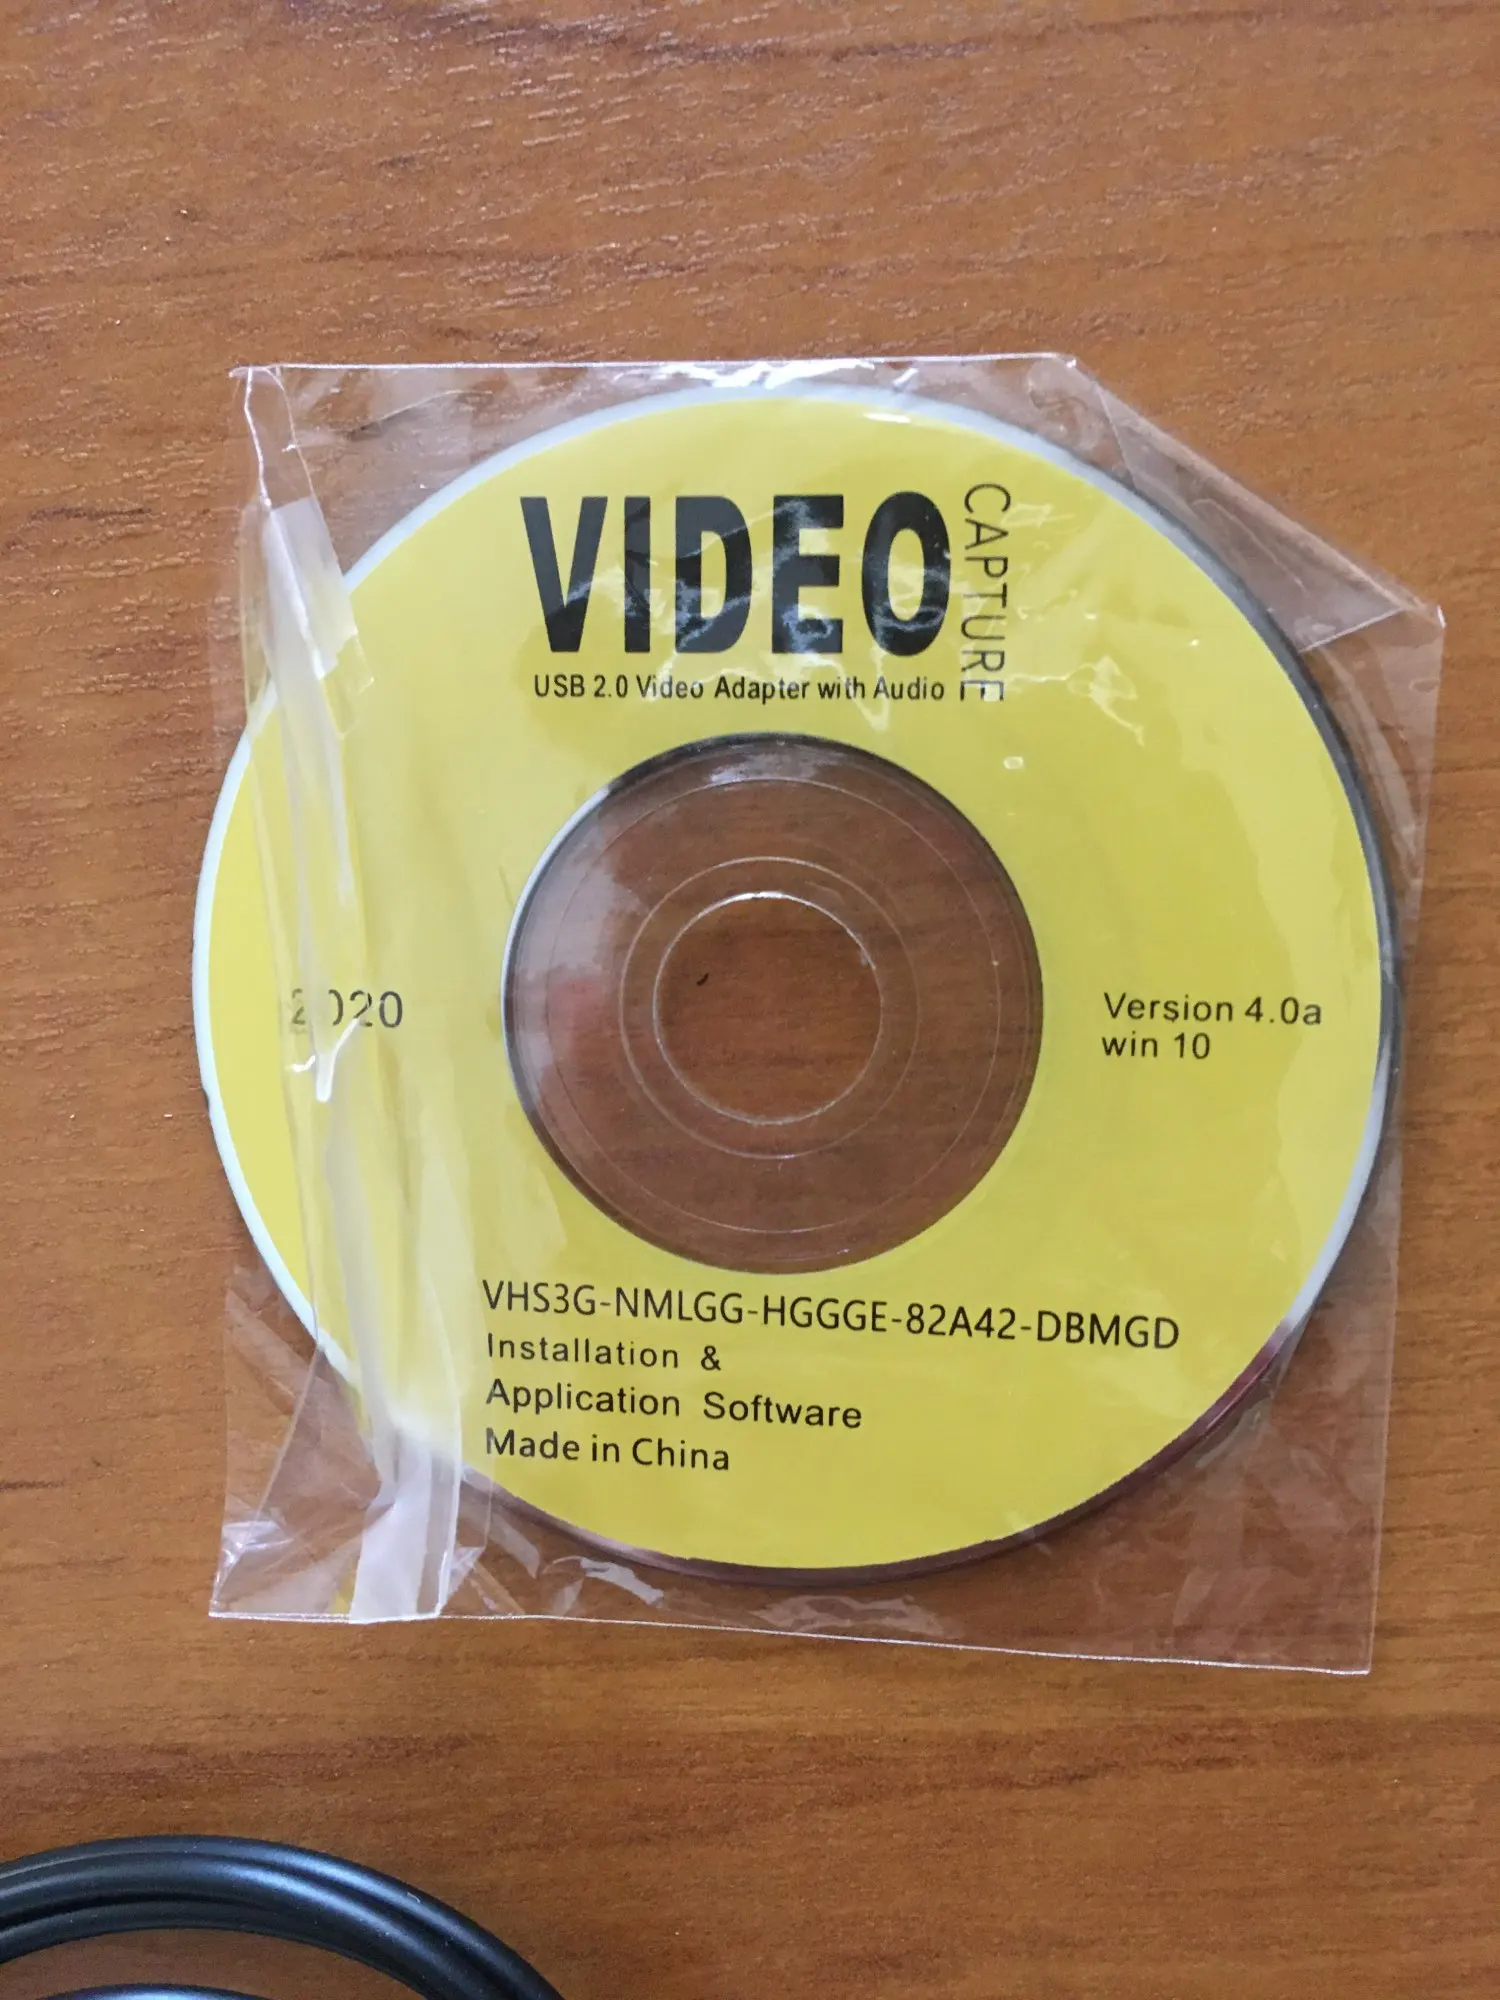 VIDEO
CAPTURE
USB 2.0 Video Adapter with Audio
2020
Version 4.0a
win 10
VHS3G-NMLGG-HGGGE-82A42-DBMGD
Installation &
Application Software
Made in China